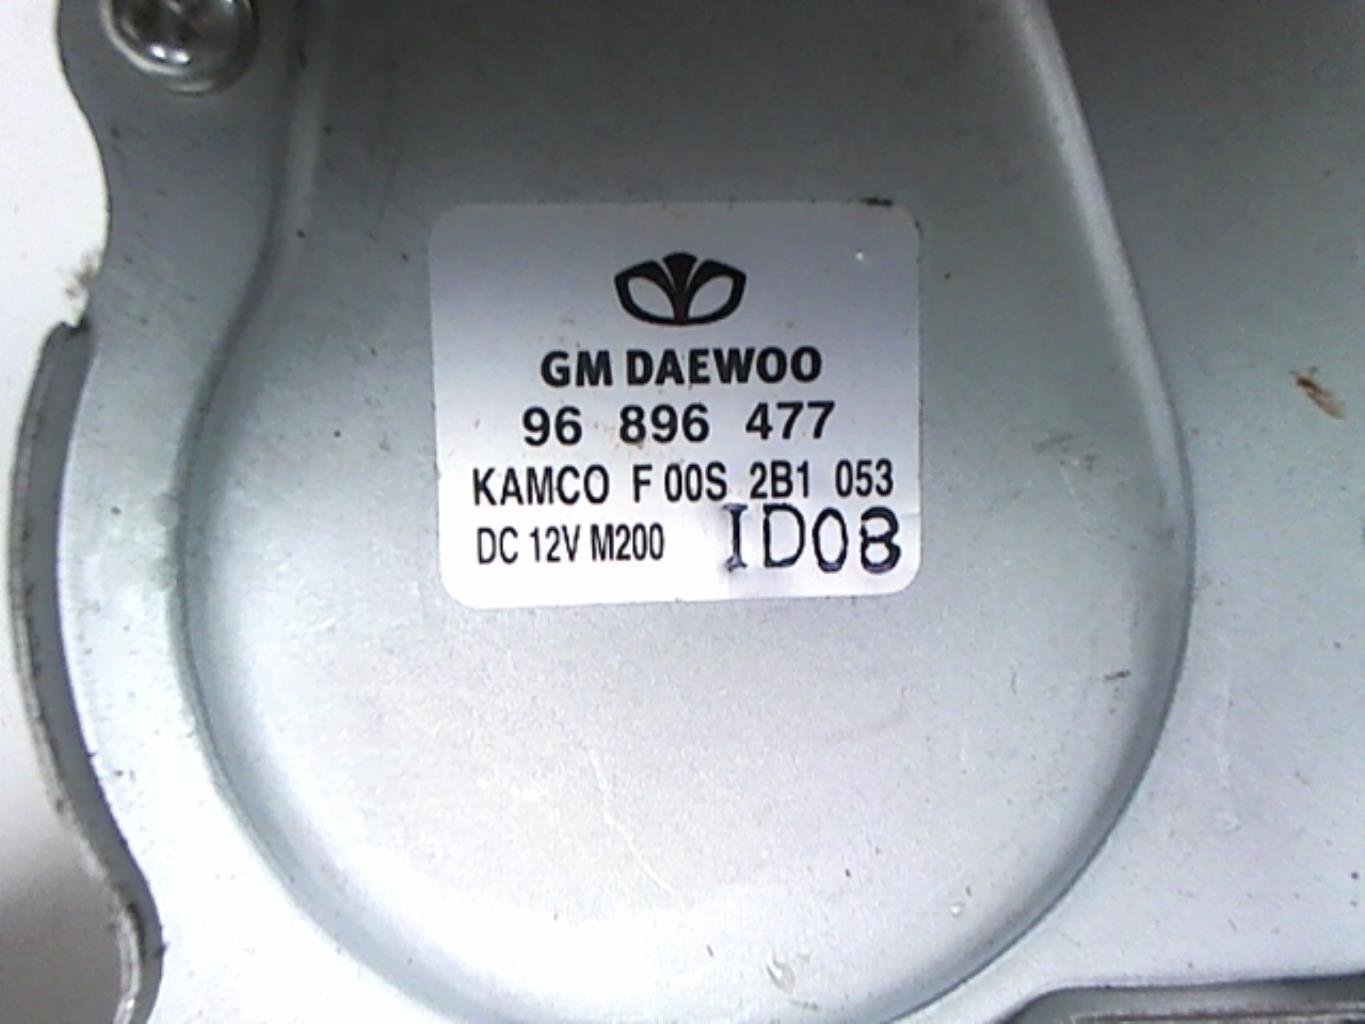 GM DAEWOO
96 896 477
KAMCO F 00S 2B1 053
DC 12V M200 ID08